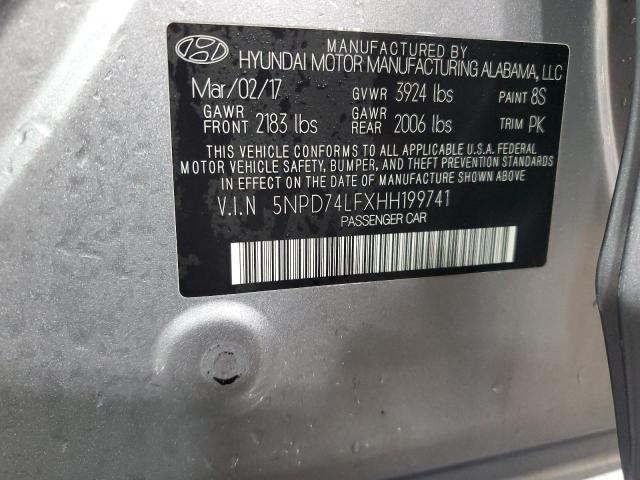 MANUFACTURED BY
HYUNDAI MOTOR MANUFACTURING ALABAMA, LLC
Mar/02/17 GVWR 3924 lbs PAINT 8S
GAWR FRONT 2183 lbs GAWR REAR 2006 lbs TRIM PK
THIS VEHICLE CONFORMS TO ALL APPLICABLE U.S.A. FEDERAL
MOTOR VEHICLE SAFETY, BUMPER, AND THEFT PREVENTION STANDARDS
IN EFFECT ON THE DATE OF MANUFACTURE SHOWN ABOVE.
V.I.N 5NPD74LFXHH199741
PASSENGER CAR